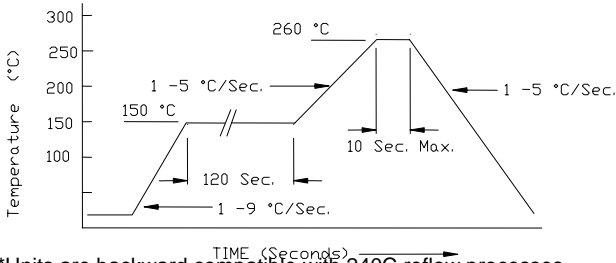 300
260 °C
250
Temperature (°C)
200
1 -5 °C/Sec.
1 -5 °C/Sec.
150 °C
150
10 Sec. Max.
100
120 Sec.
1 -9 °C/Sec.
TIME (Seconds)
*Units are backward compatible with 240C reflow processes